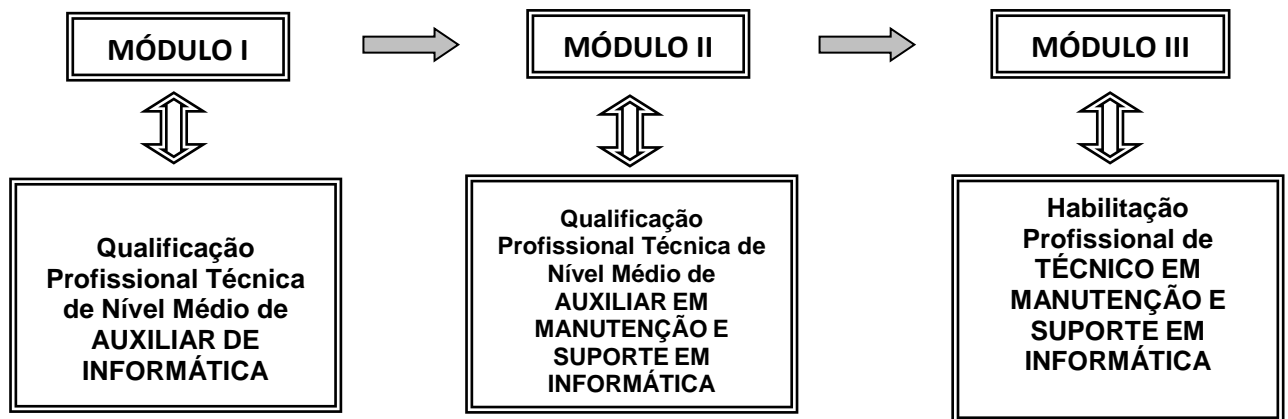 MÓDULO I
MÓDULO II
MÓDULO III
Qualificação
Profissional Técnica
de Nível Médio de
AUXILIAR DE
INFORMÁTICA
Qualificação
Profissional Técnica de
Nível Médio de
AUXILIAR EM
MANUTENÇÃO E
SUPORTE EM
INFORMÁTICA
Habilitação
Profissional de
TÉCNICO EM
MANUTENÇÃO E
SUPORTE EM
INFORMÁTICA